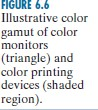 FIGURE 6.6
Illustrative color
gamut of color
monitors
(triangle) and
color printing
devices (shaded
region).